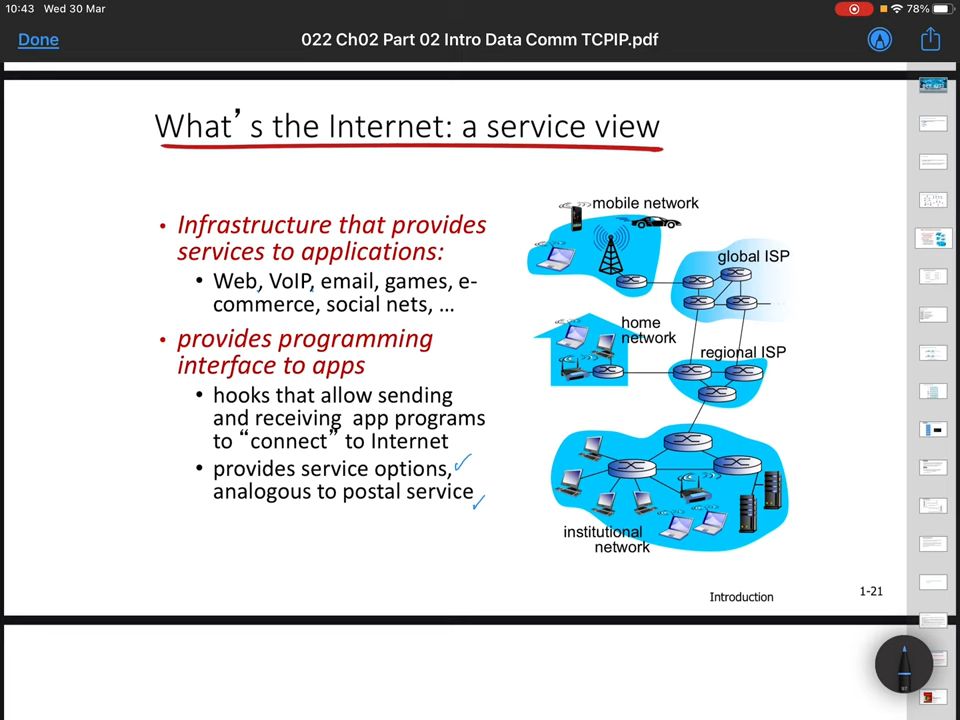 10:43 Wed 30 Mar
78%
Done
022 Ch02 Part 02 Intro Data Comm TCPIP.pdf
What's the Internet: a service view
• Infrastructure that provides
services to applications:
• Web, VoIP, email, games, e-
commerce, social nets, ...
• provides programming
interface to apps
• hooks that allow sending
and receiving app programs
to “connect” to Internet
• provides service options,
analogous to postal service
mobile network
global ISP
home
network
regional ISP
institutional
network
Introduction
1-21